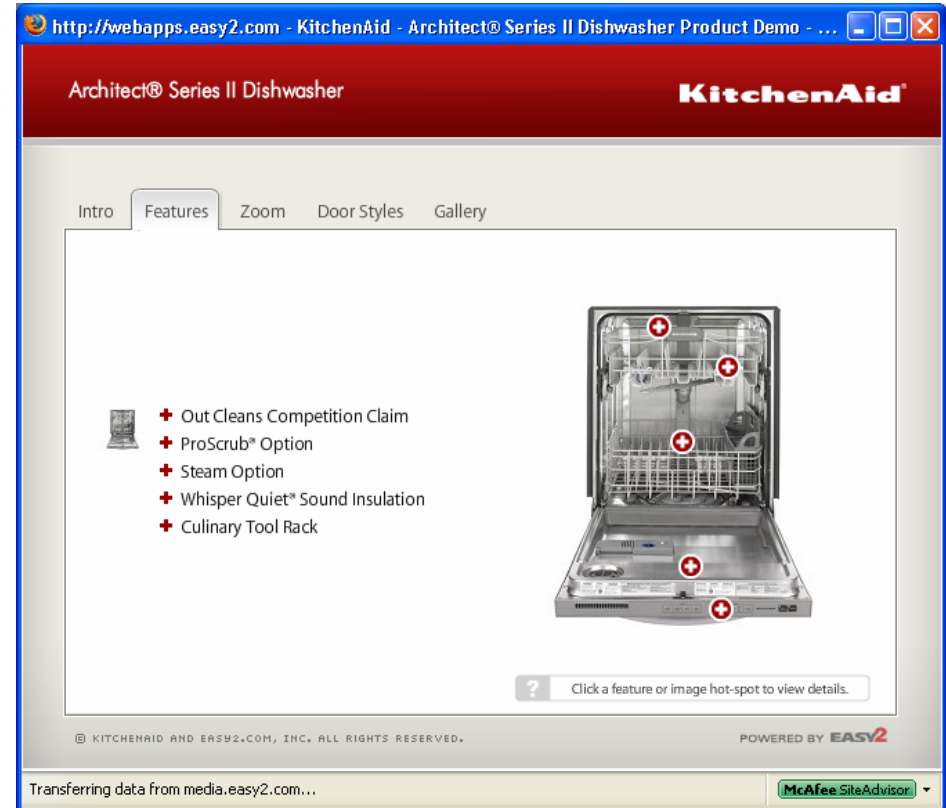 http://webapps.easy2.com - KitchenAid - Architect® Series II Dishwasher Product Demo - ...
Architect® Series II Dishwasher
KitchenAid®
Intro Features Zoom Door Styles Gallery
Out Cleans Competition Claim
ProScrub® Option
Steam Option
Whisper Quiet® Sound Insulation
Culinary Tool Rack
? Click a feature or image hot-spot to view details.
© KITCHENAID AND EASY2.COM, INC. ALL RIGHTS RESERVED.
POWERED BY EASY2
Transferring data from media.easy2.com...
McAfee SiteAdvisor